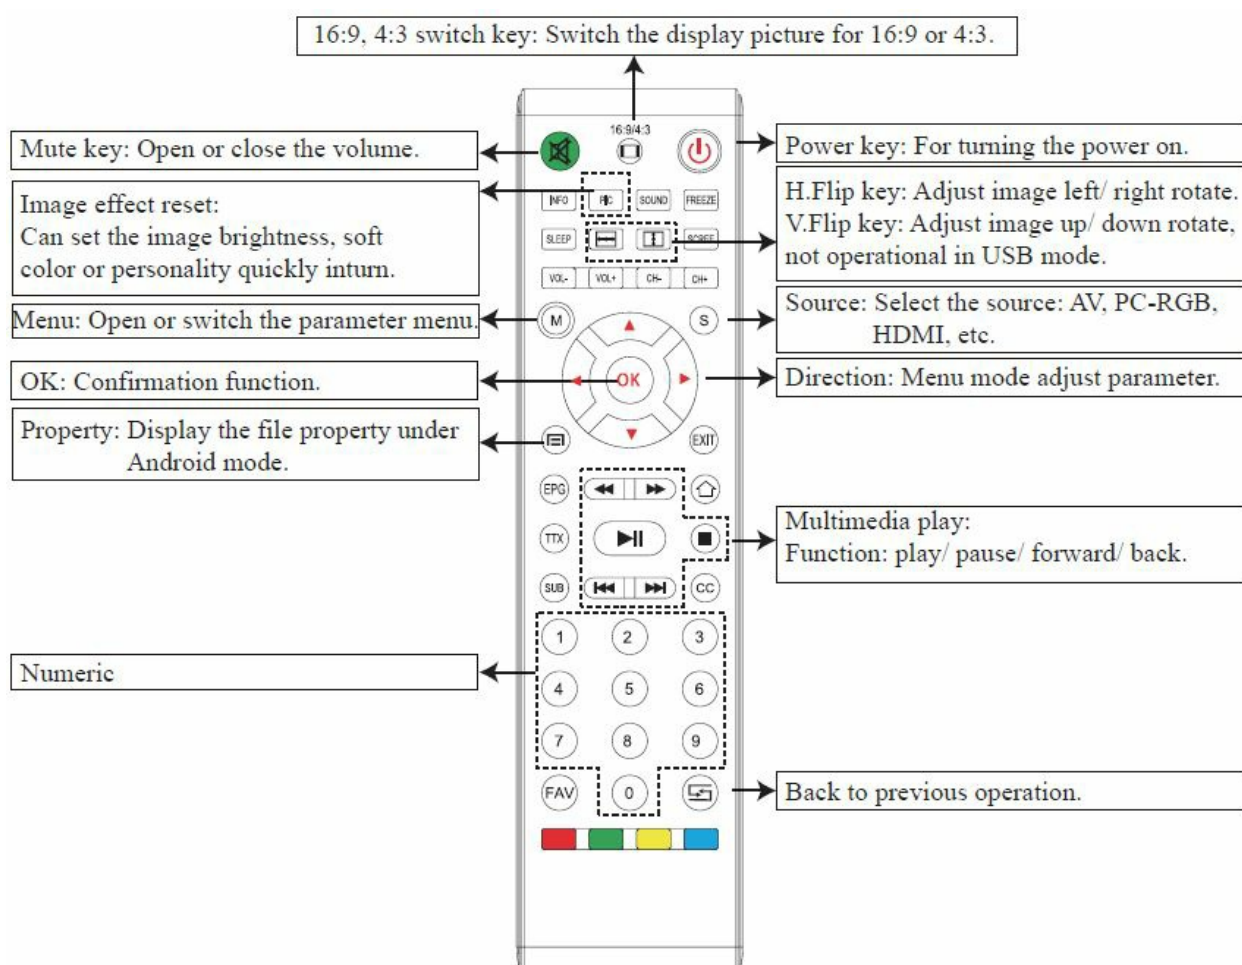 16:9, 4:3 switch key: Switch the display picture for 16:9 or 4:3.
16:9/4:3
Mute key: Open or close the volume.
Power key: For turning the power on.
Image effect reset:
Can set the image brightness, soft
color or personality quickly inturn.
H.Flip key: Adjust image left/ right rotate.
V.Flip key: Adjust image up/ down rotate,
not operational in USB mode.
INFO PIC SOUND FREEZE
SLEEP
VOL- VOL+ CH- CH+
Menu: Open or switch the parameter menu.
M
S
Source: Select the source: AV, PC-RGB,
HDMI, etc.
OK: Confirmation function.
OK
Direction: Menu mode adjust parameter.
Property: Display the file property under
Android mode.
EXIT
EPG
TTX
Multimedia play:
Function: play/ pause/ forward/ back.
SUB CC
1 2 3
Numeric
4 5 6
7 8 9
FAV 0
Back to previous operation.